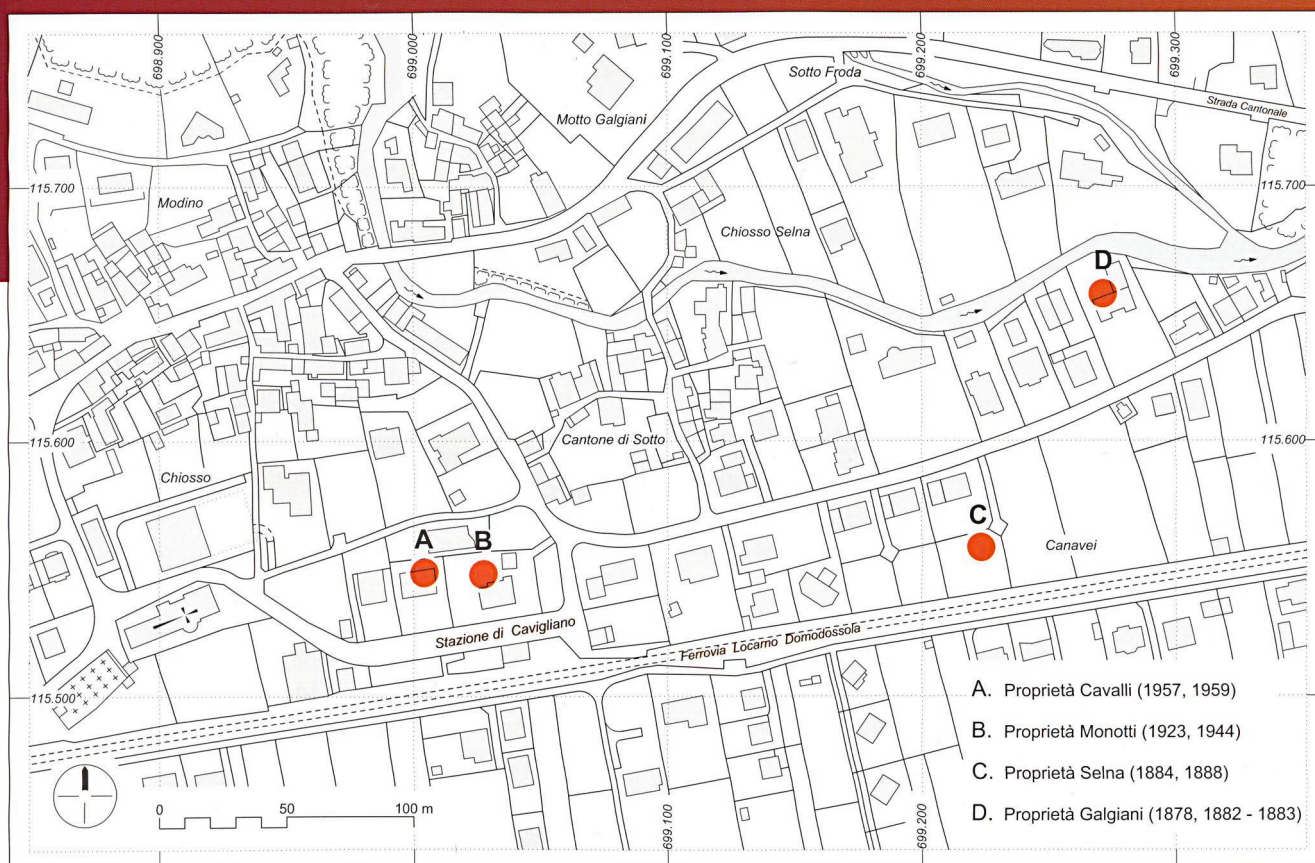 698.900
699.000
699.100
699.200
699.300
Sotto Froda
Strada Cantonale
Motto Galgiani
115.700
115.700
Modino
Chiosso Selna
D
115.600
Cantone di Sotto
115.600
Chiosso
A
B
C
Canavei
Stazione di Cavigliano
Ferrovia Locarno Domodossola
115.500
A. Proprietà Cavalli (1957, 1959)
B. Proprietà Monotti (1923, 1944)
C. Proprietà Selna (1884, 1888)
D. Proprietà Galgiani (1878, 1882 - 1883)
0 50 100 m
699.100
699.200